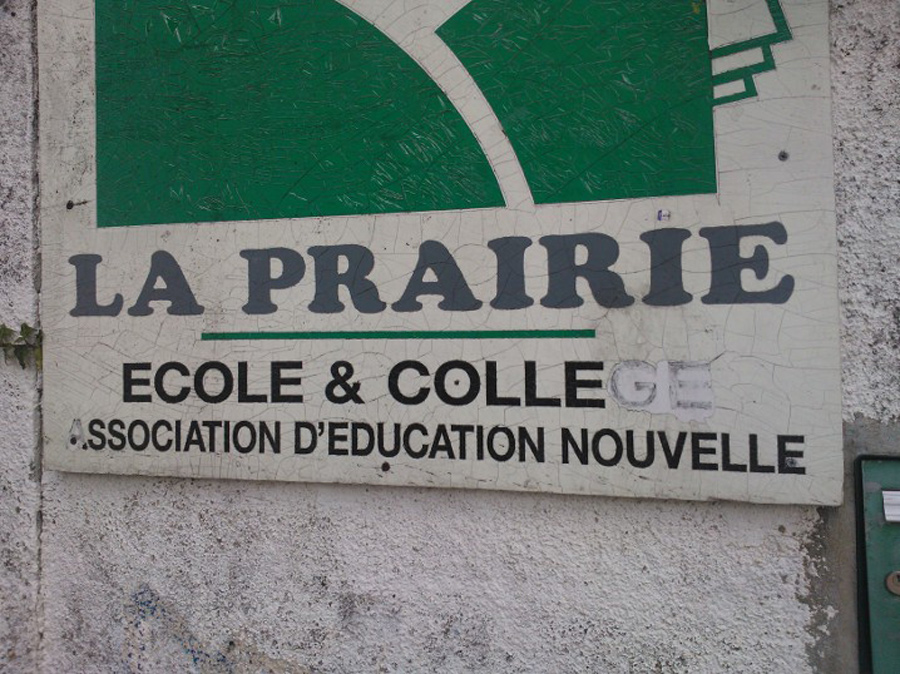 LA PRAIRIE
ECOLE & COLLEGE
ASSOCIATION D'EDUCATION NOUVELLE